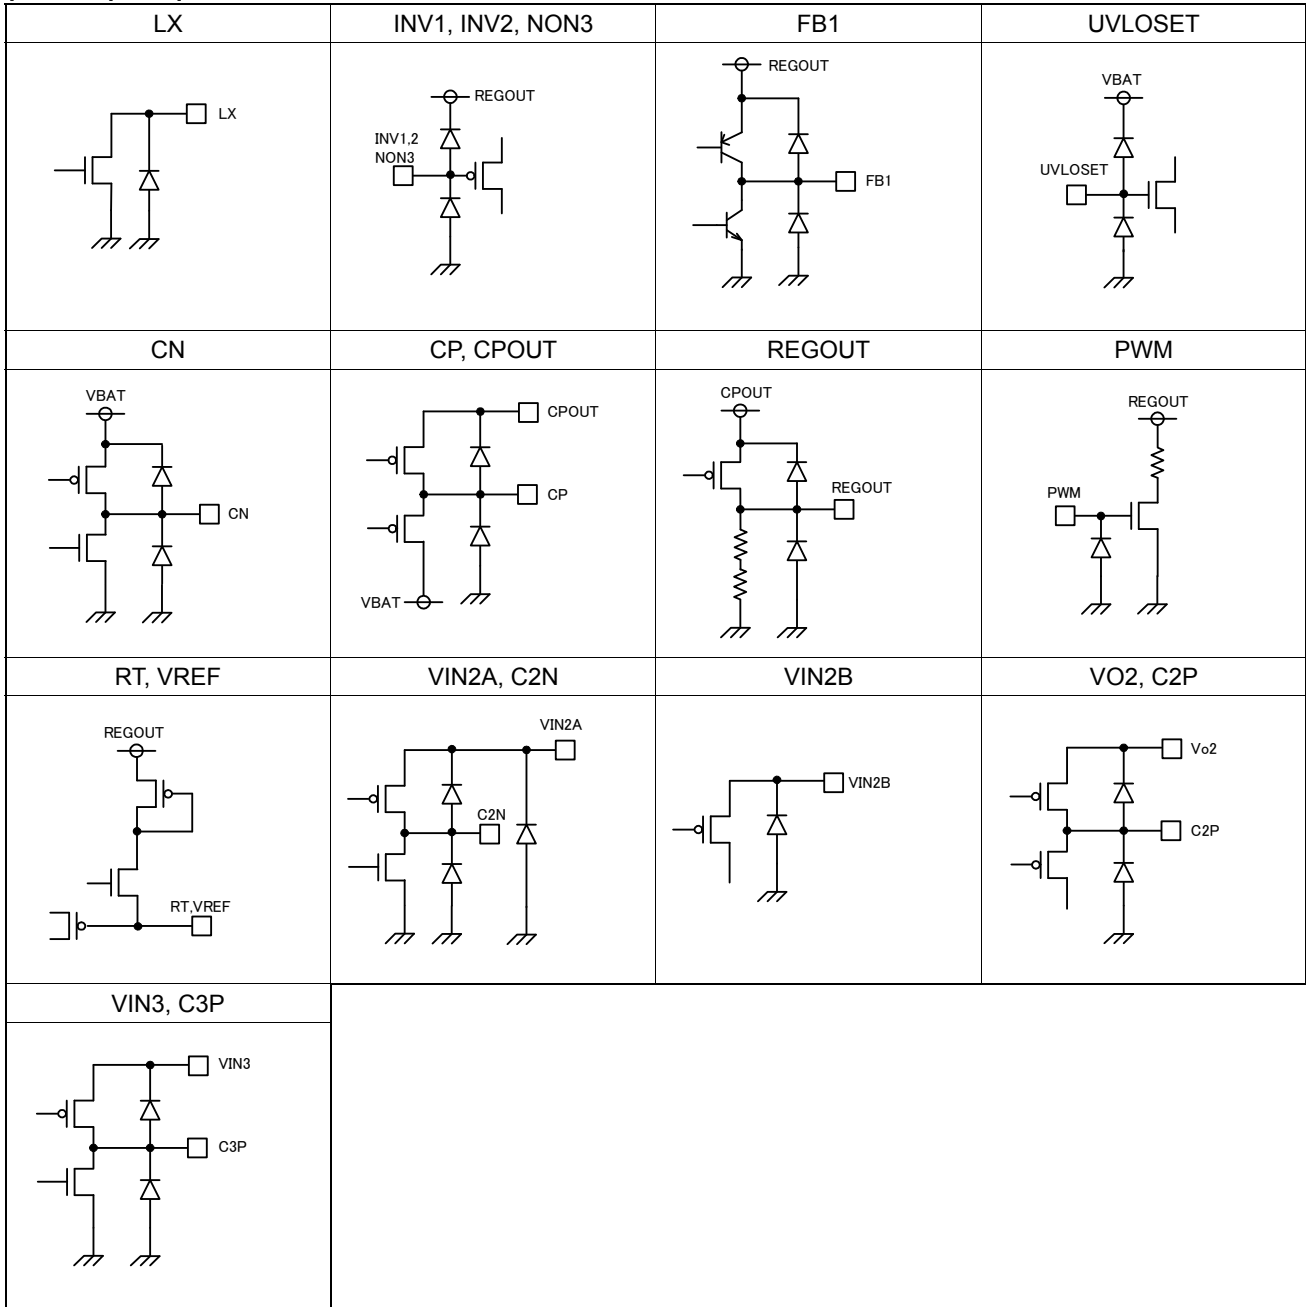 LX
INV1, INV2, NON3
FB1
UVLOSET
LX
REGOUT
INV1,2
NON3
REGOUT
FB1
VBAT
UVLOSET
CN
CP, CPOUT
REGOUT
PWM
VBAT
CN
CPOUT
CP
VBAT
CPOUT
REGOUT
REGOUT
PWM
RT, VREF
VIN2A, C2N
VIN2B
VO2, C2P
REGOUT
RT,VREF
VIN2A
C2N
VIN2B
Vo2
C2P
VIN3, C3P
VIN3
C3P